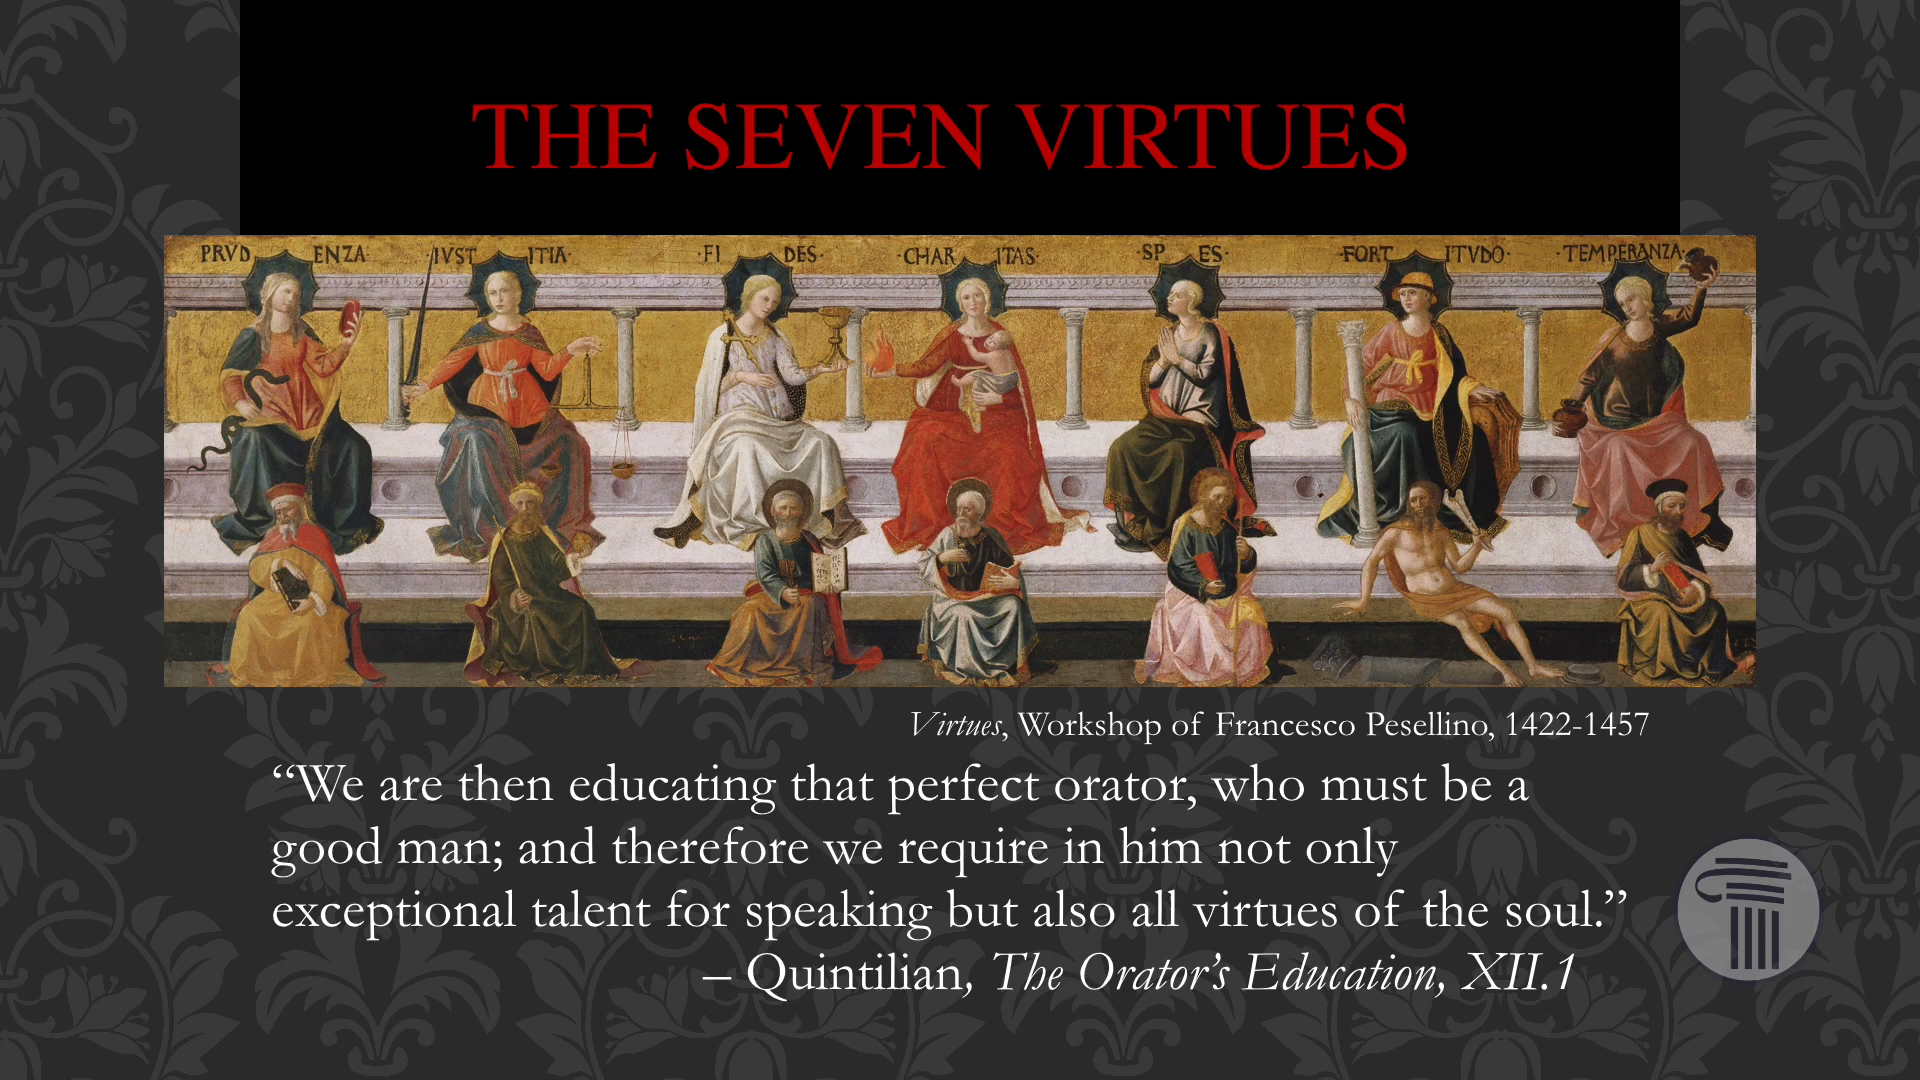 THE SEVEN VIRTUES
PRVD ENZA· ·IVST ITIA· ·FI DES· ·CHAR ITAS· ·SP ES· ·FORT ITVDO· ·TEMPERANZA·
Virtues, Workshop of Francesco Pesellino, 1422-1457
“We are then educating that perfect orator, who must be a
good man; and therefore we require in him not only
exceptional talent for speaking but also all virtues of the soul.”
– Quintilian, The Orator’s Education, XII.1